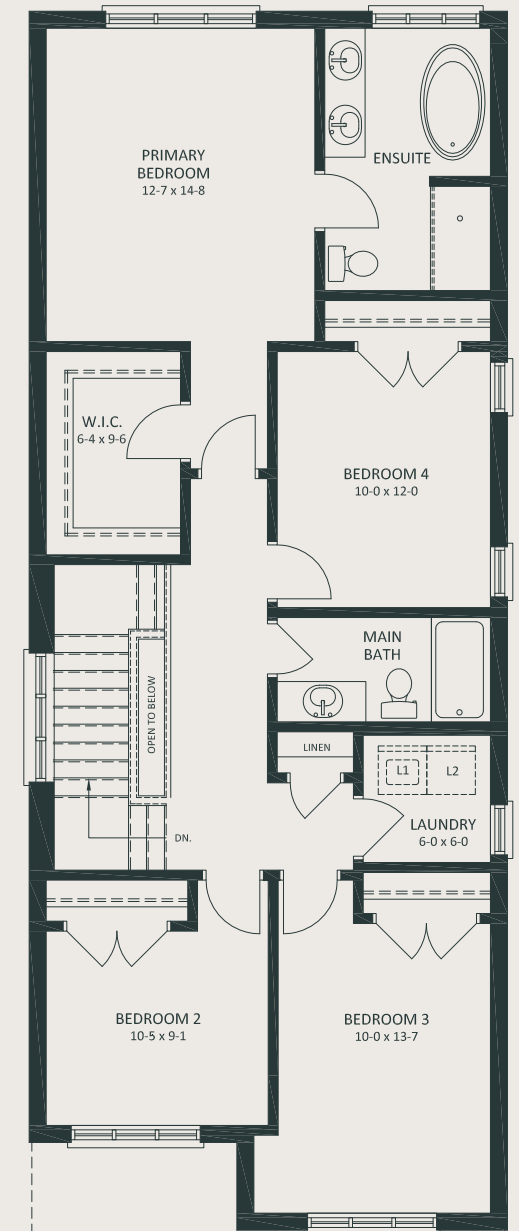 PRIMARY
BEDROOM
12-7 x 14-8
ENSUITE
W.I.C.
6-4 x 9-6
BEDROOM 4
10-0 x 12-0
MAIN
BATH
OPEN TO BELOW
LINEN
L1
L2
LAUNDRY
6-0 x 6-0
DN.
BEDROOM 2
10-5 x 9-1
BEDROOM 3
10-0 x 13-7